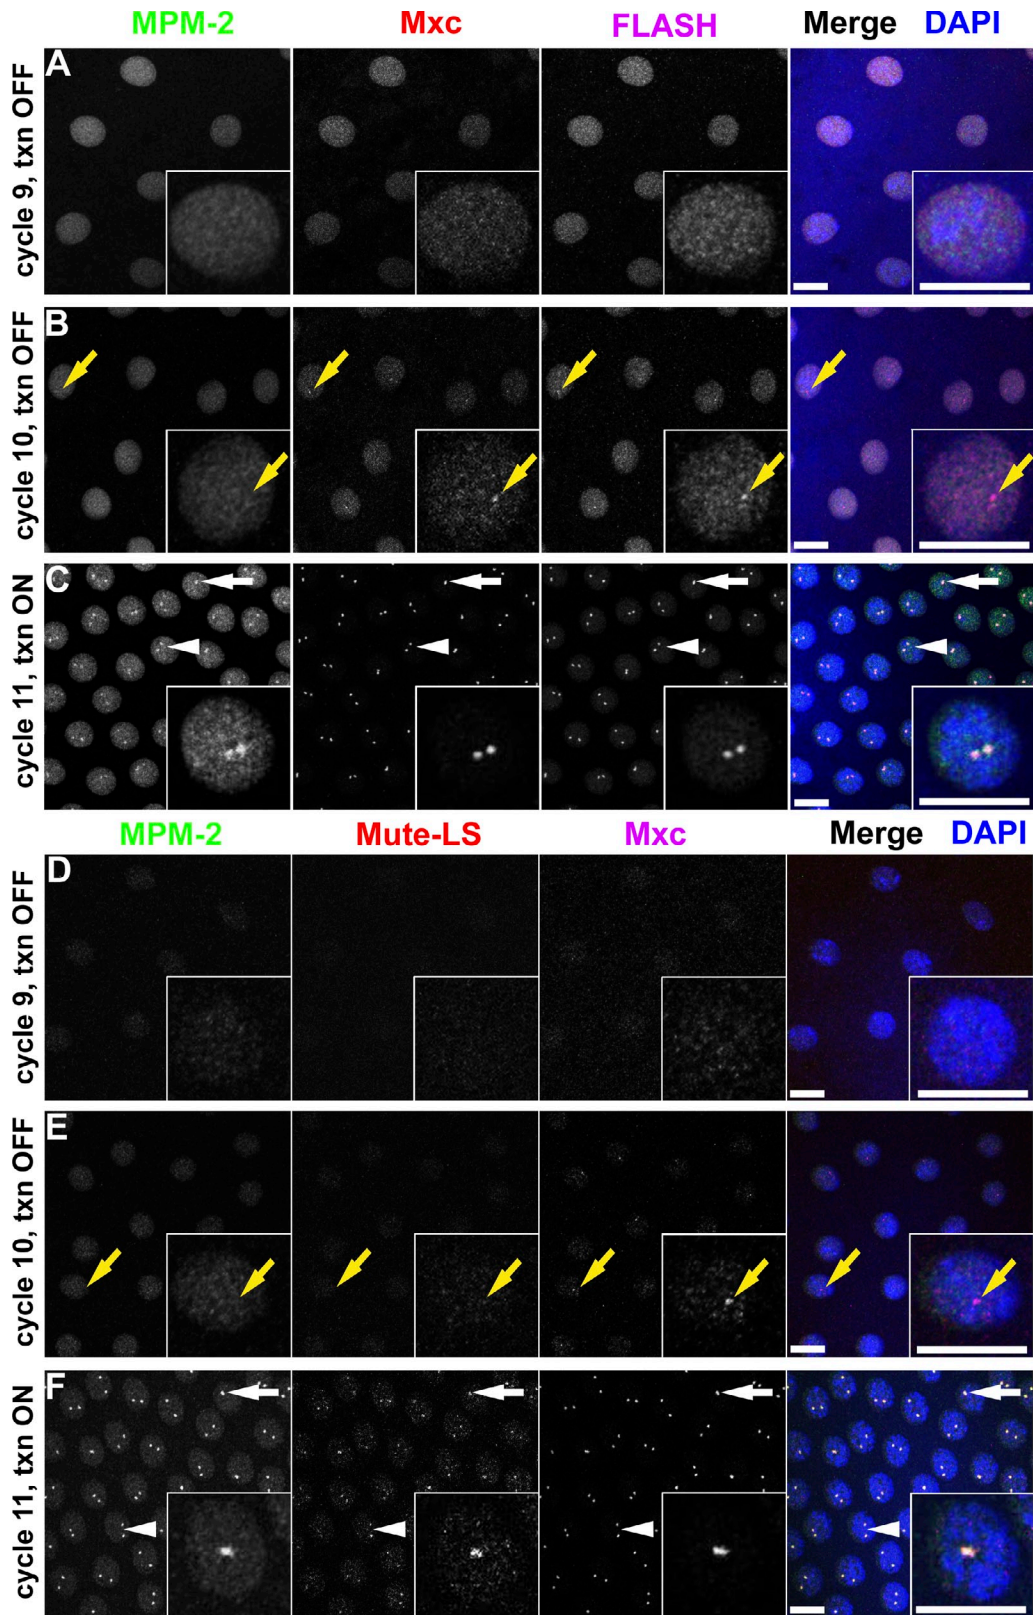 MPM-2 Mxc FLASH Merge DAPI
A
cycle 9, txn OFF
B
cycle 10, txn OFF
C
cycle 11, txn ON
MPM-2 Mute-LS Mxc Merge DAPI
D
cycle 9, txn OFF
E
cycle 10, txn OFF
F
cycle 11, txn ON